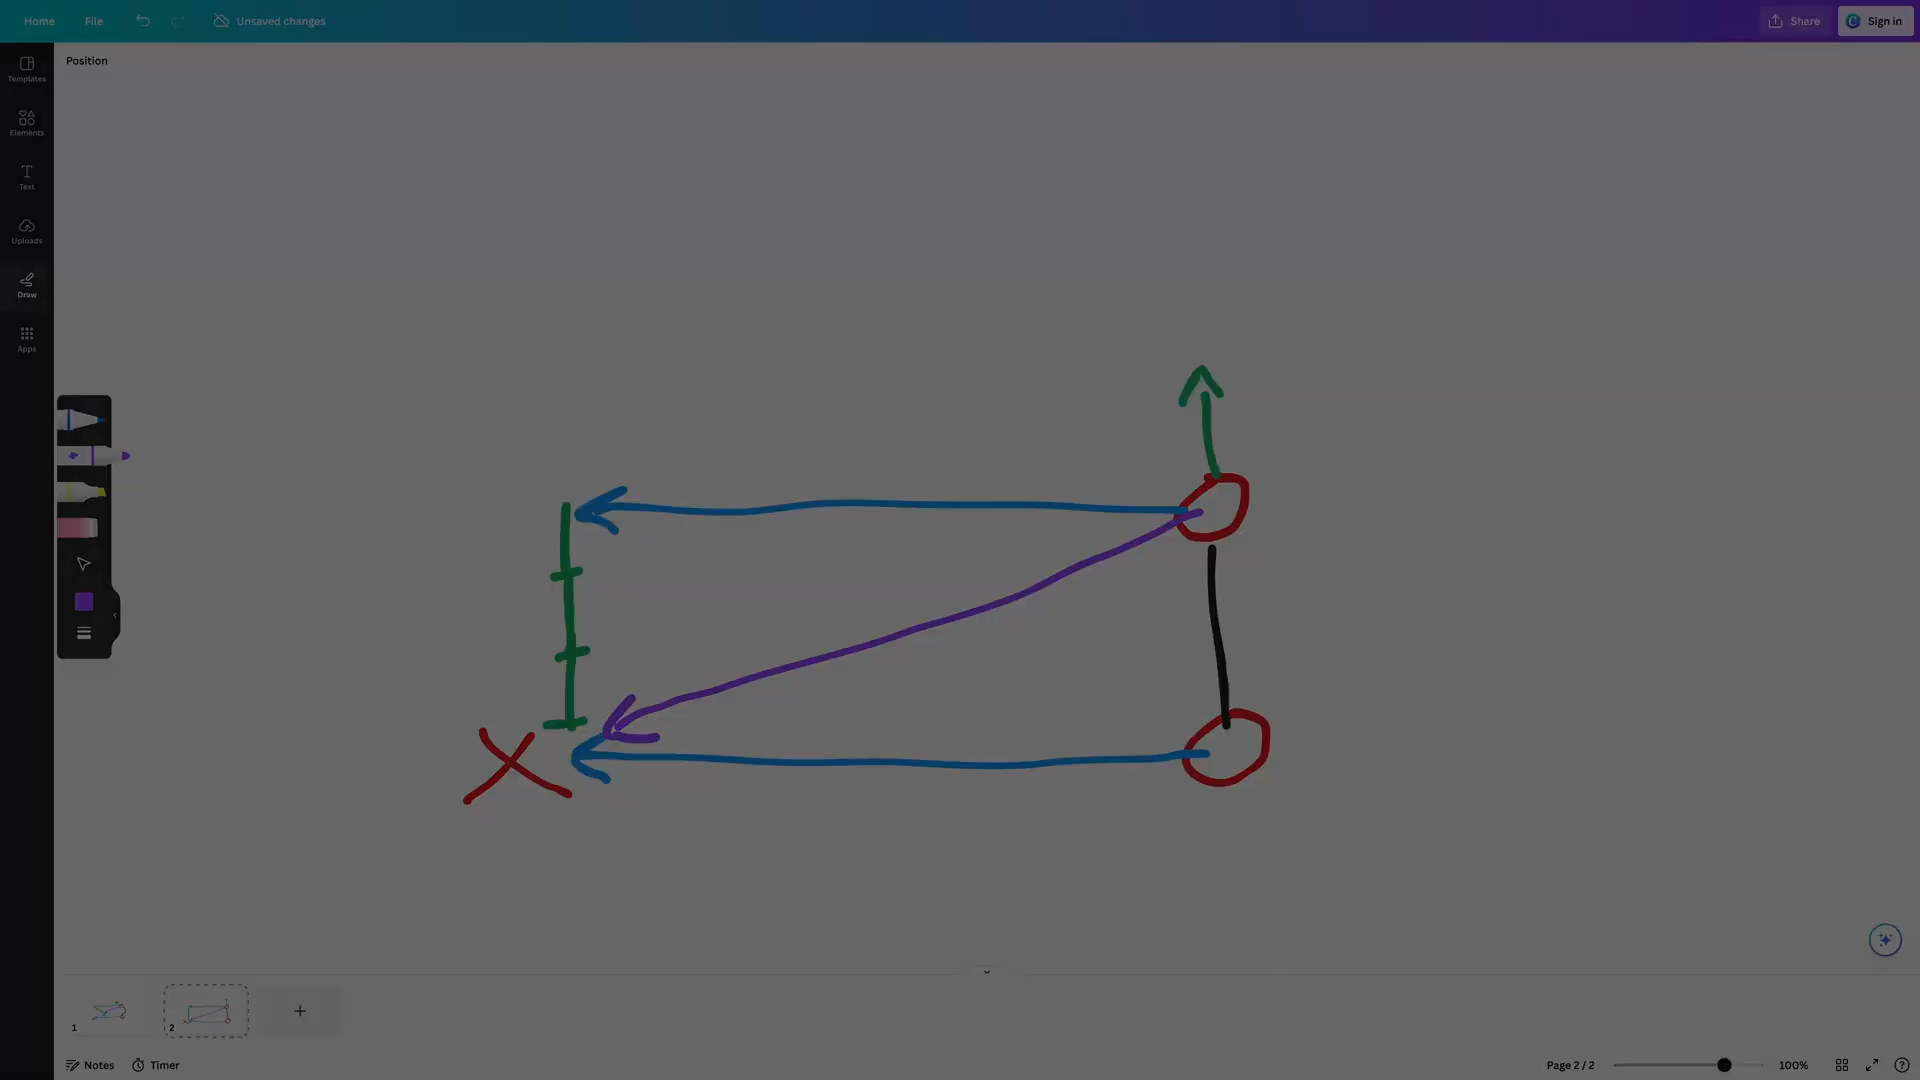 Home File Unsaved changes Share Sign in
Position
Templates
Elements
Text
Uploads
Draw
Apps
1 2
Notes Timer Page 2 / 2 100%